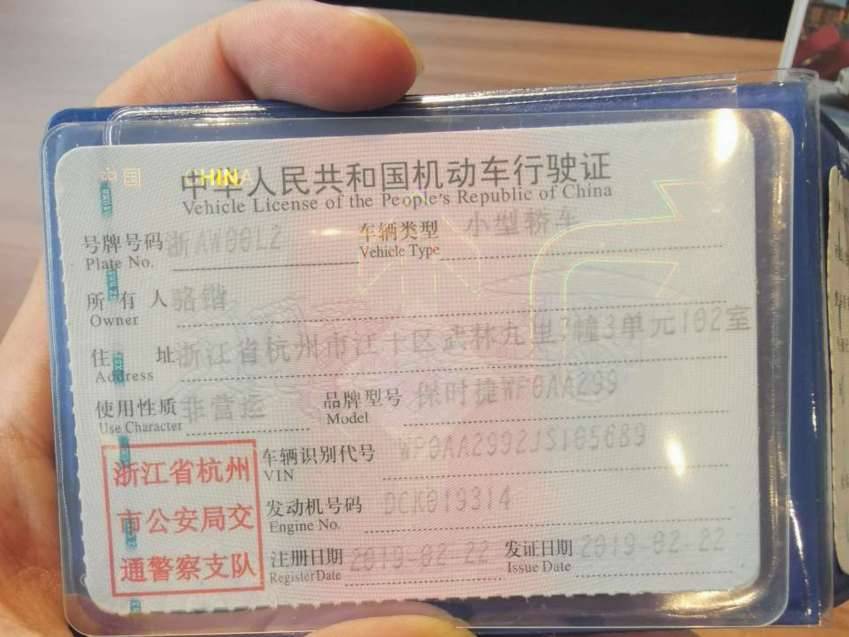 中国 CHINA
中华人民共和国机动车行驶证
Vehicle License of the People's Republic of China
号牌号码 浙AW00L2 车辆类型 小型轿车
Plate No. Vehicle Type
所有人 骆锴
Owner
住址 浙江省杭州市江干区武林九里3幢3单元102室
Address
使用性质 非营运 品牌型号 保时捷WP0AA299
Use Character Model
浙江省杭州
市公安局交
通警察支队
车辆识别代号 WP0AA2992JS105689
VIN
发动机号码 DCK019314
Engine No.
注册日期 2019-02-22 发证日期 2019-02-22
Register Date Issue Date